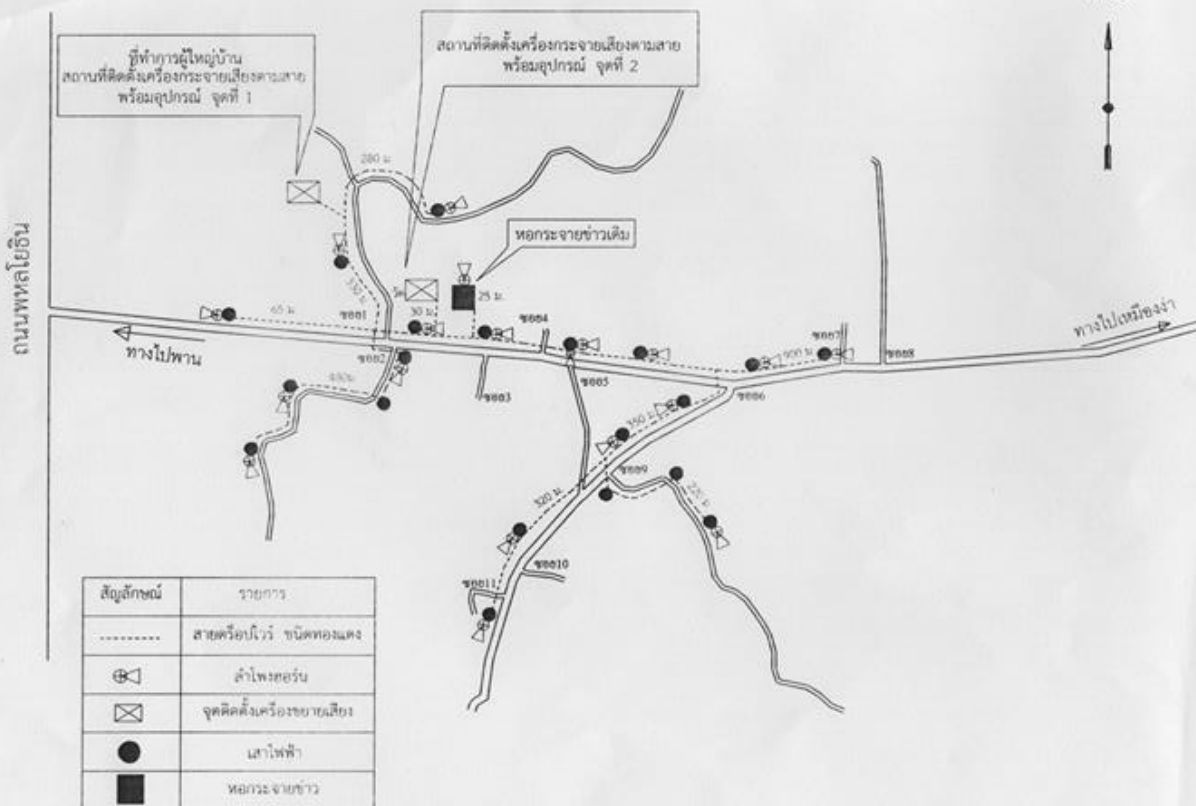 ที่ทำการผู้ใหญ่บ้าน
สถานที่ติดตั้งเครื่องกระจายเสียงตามสาย
พร้อมอุปกรณ์ จุดที่ 1
สถานที่ติดตั้งเครื่องกระจายเสียงตามสาย
พร้อมอุปกรณ์ จุดที่ 2
280 ม.
หอกระจายข่าวเดิม
ถนนพหลโยธิน
330 ม.
วัด
25 ม.
65 ม.
ซอย1
30 ม.
ซอย4
ทางไปพาน
ทางไปเหมืองง่า
ซอย7
ซอย8
900 ม.
ซอย2
ซอย3
ซอย5
ซอย6
350 ม.
ซอย9
220 ม.
320 ม.
ซอย10
ซอย11
สัญลักษณ์ รายการ
สายดรอปไวร์ ชนิดทองแดง
ลำโพงฮอร์น
จุดติดตั้งเครื่องขยายเสียง
เสาไฟฟ้า
หอกระจายข่าว